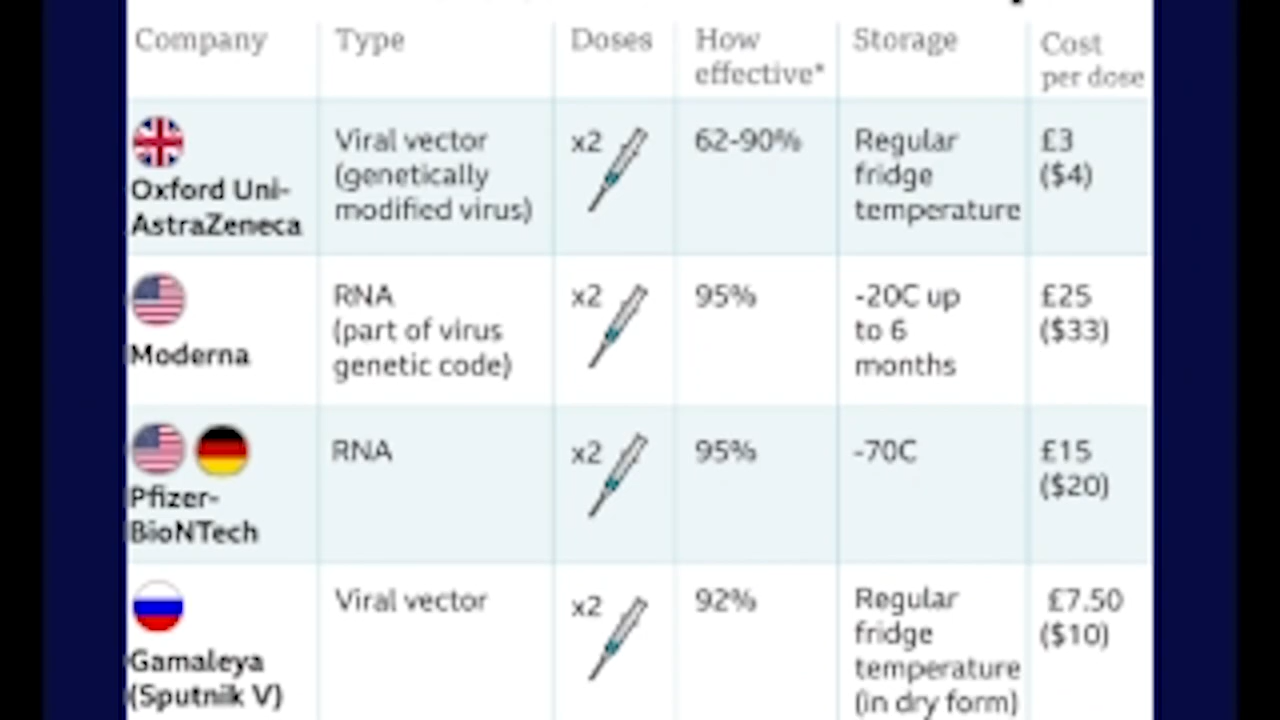 Company
Type
Doses
How
effective*
Storage
Cost
per dose
Oxford Uni-
AstraZeneca
Viral vector
(genetically
modified virus)
x2
62-90%
Regular
fridge
temperature
£3
($4)
Moderna
RNA
(part of virus
genetic code)
x2
95%
-20C up
to 6
months
£25
($33)
Pfizer-
BioNTech
RNA
x2
95%
-70C
£15
($20)
Gamaleya
(Sputnik V)
Viral vector
x2
92%
Regular
fridge
temperature
(in dry form)
£7.50
($10)